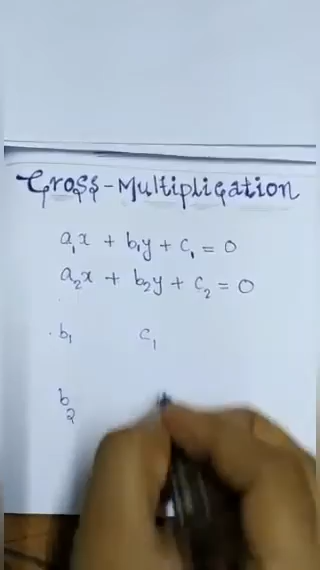 Cross-Multiplication
a₁x + b₁y + c₁ = 0
a₂x + b₂y + c₂ = 0
b₁ c₁
b₂